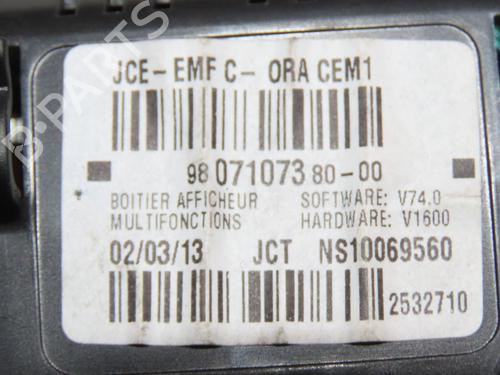 JCE-EMF C- ORA CEM1
98 071073 80-00
BOITIER AFFICHEUR SOFTWARE: V74.0
MULTIFONCTIONS HARDWARE: V1600
02/03/13 JCT NS10069560
2532710
B-PARTS